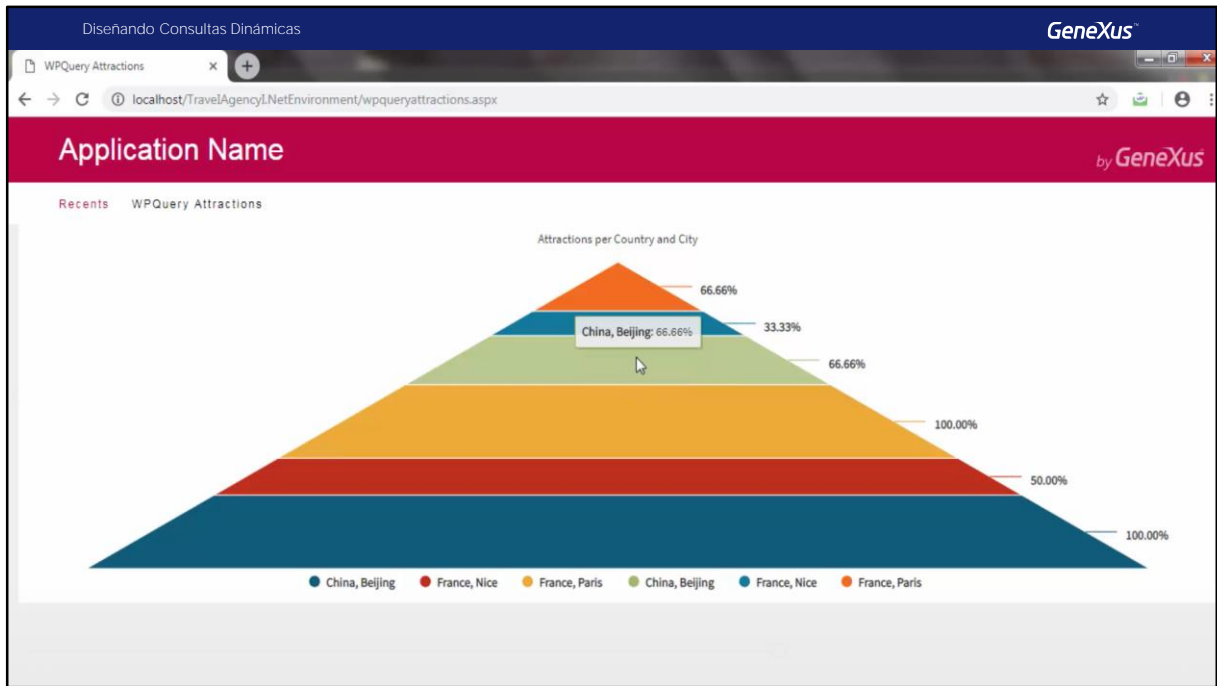 Diseñando Consultas Dinámicas
GeneXus™
WPQuery Attractions
localhost/TravelAgencyI.NetEnvironment/wpqueryattractions.aspx
Application Name
by GeneXus
Recents WPQuery Attractions
Attractions per Country and City
66.66%
33.33%
China, Beijing: 66.66%
66.66%
100.00%
50.00%
100.00%
China, Beijing France, Nice France, Paris China, Beijing France, Nice France, Paris